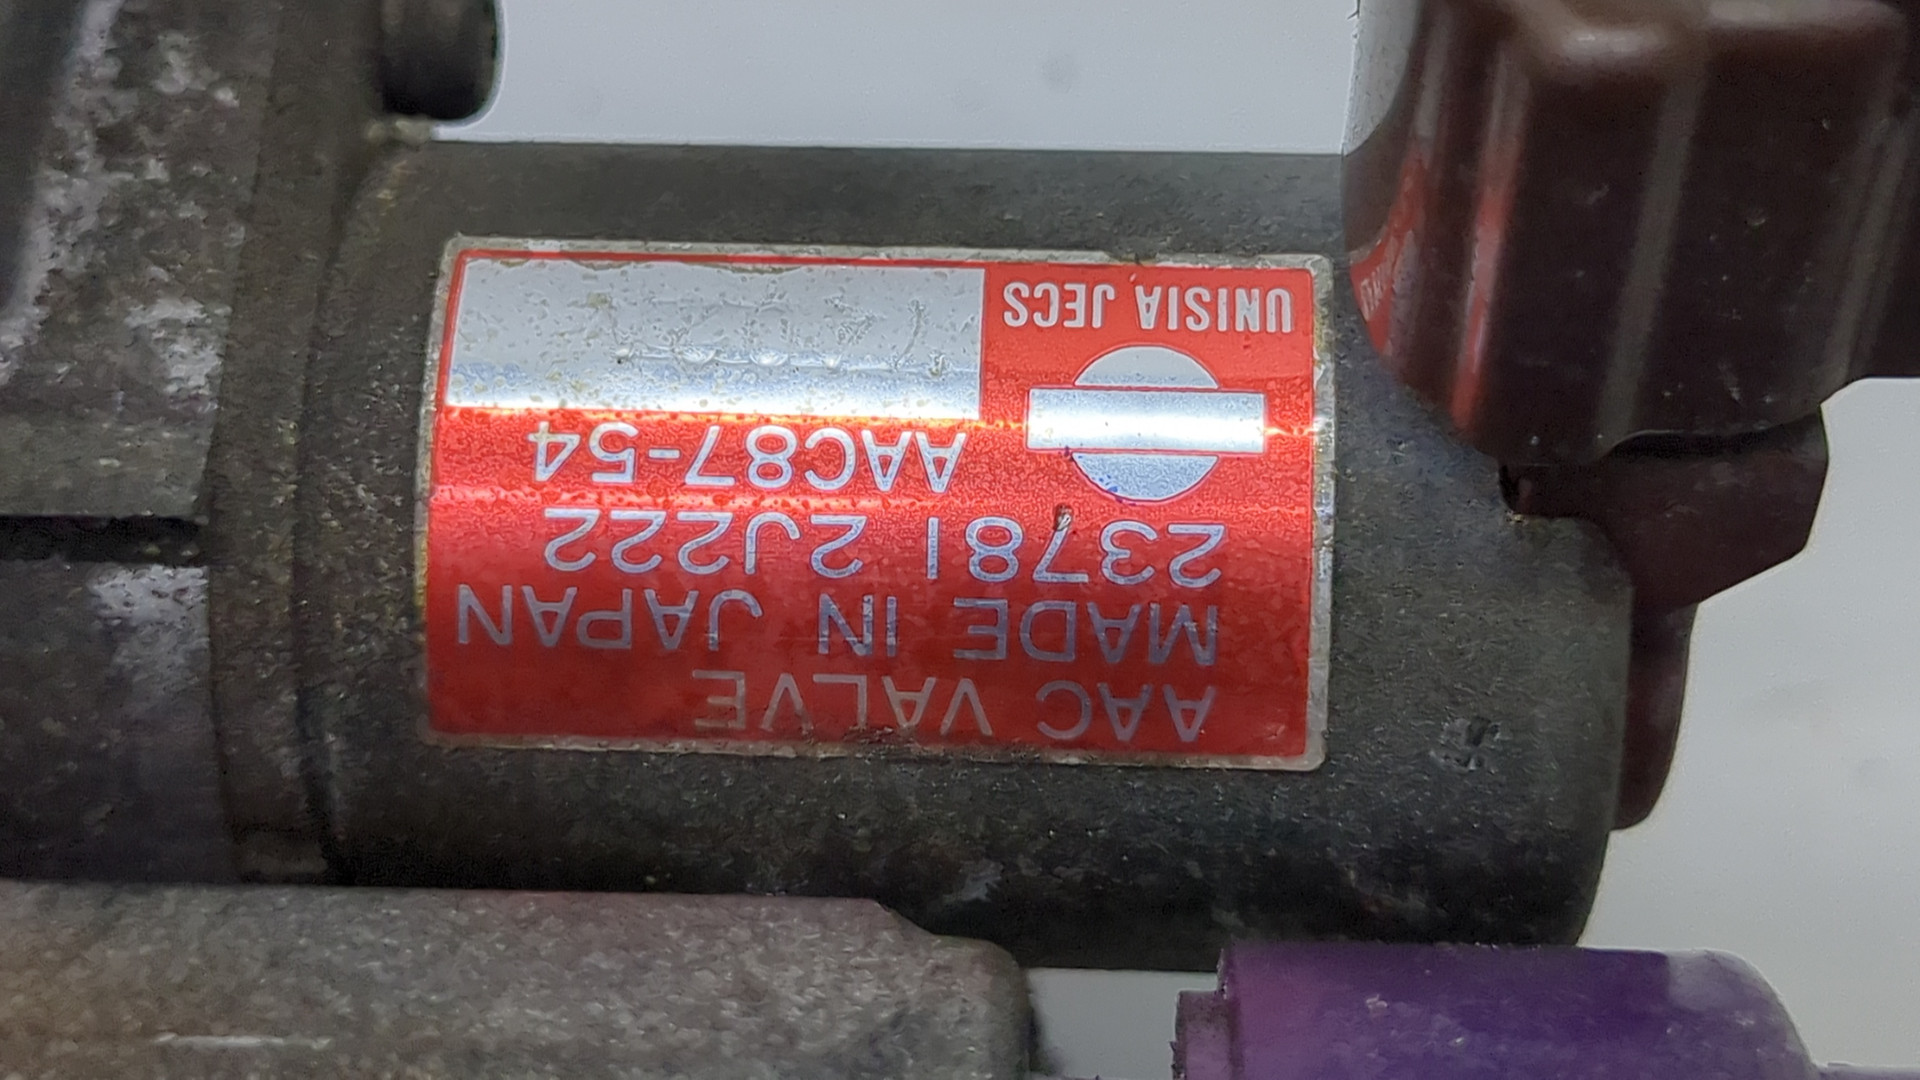 AAC VALVE
MADE IN JAPAN
23781 2J222
AAC87-54
UNISIA JECS